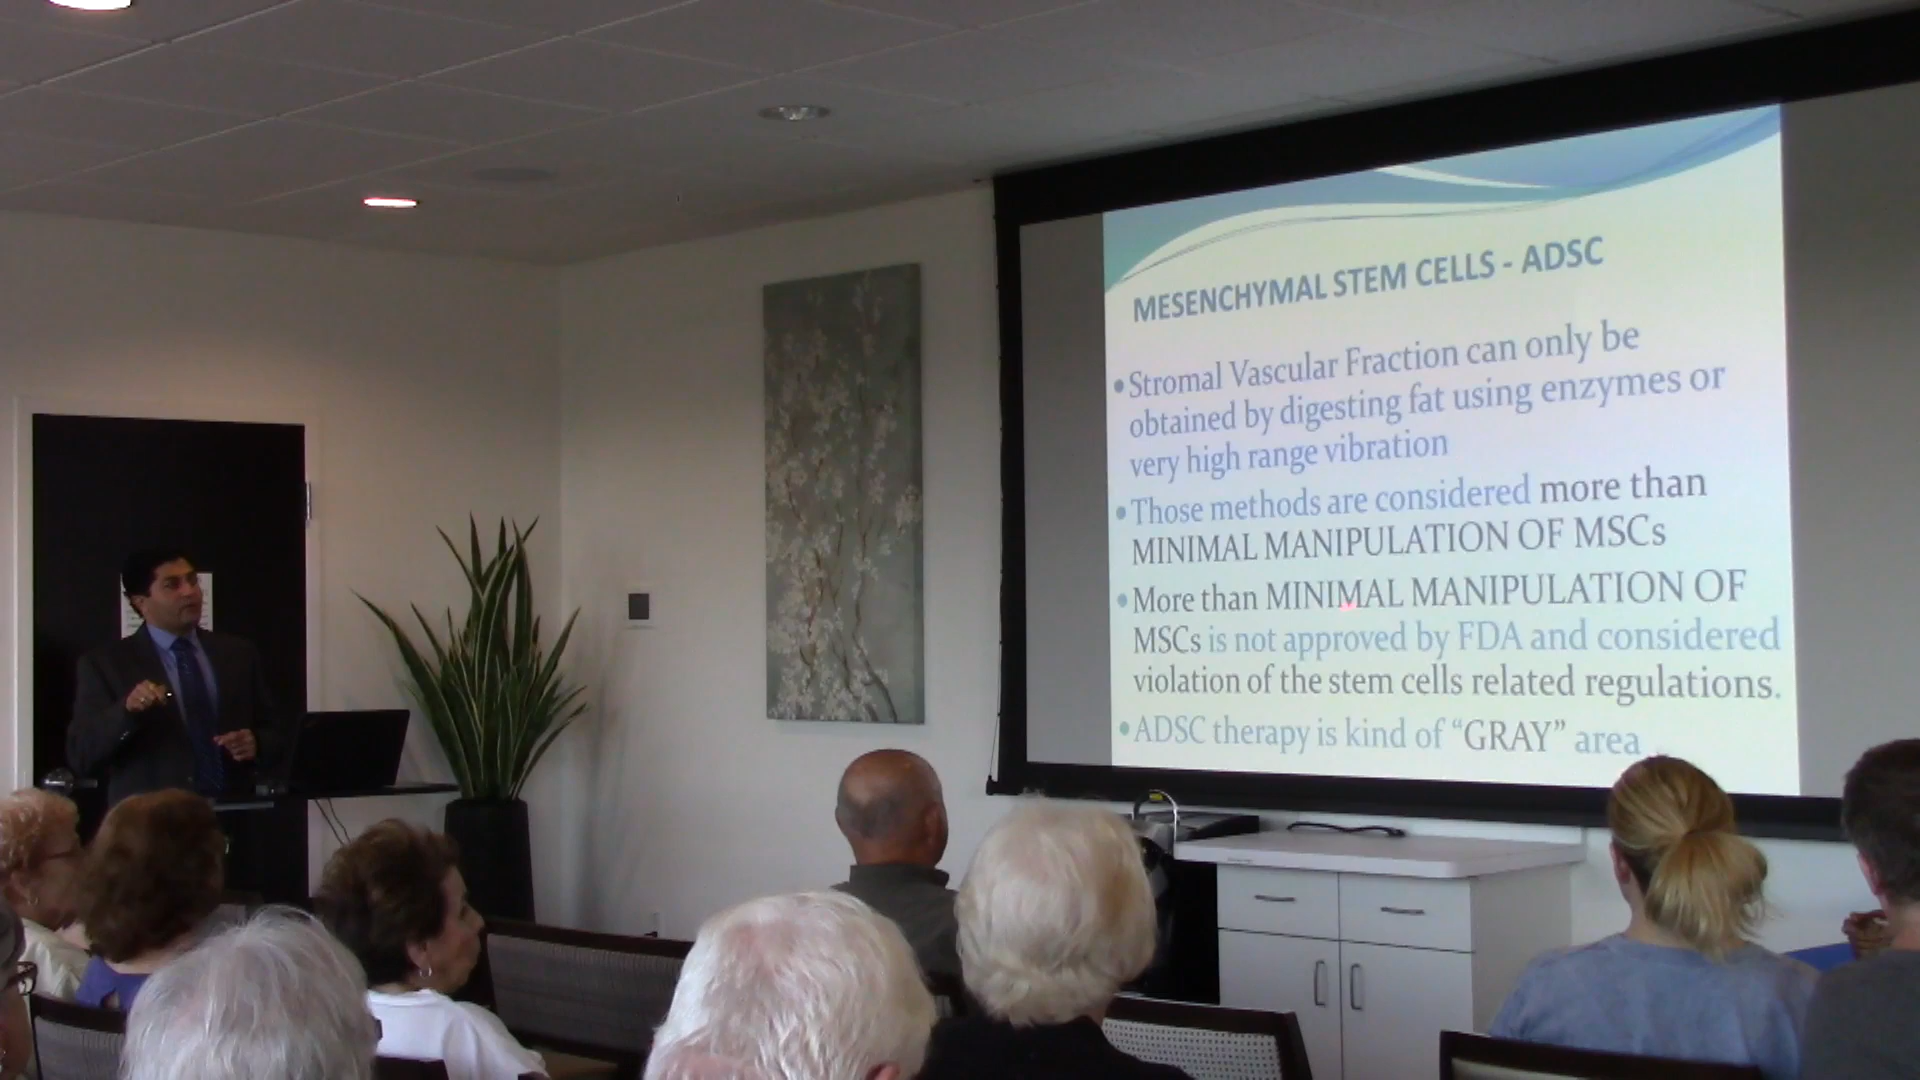 MESENCHYMAL STEM CELLS - ADSC
• Stromal Vascular Fraction can only be
obtained by digesting fat using enzymes or
very high range vibration
• Those methods are considered more than
MINIMAL MANIPULATION OF MSCs
• More than MINIMAL MANIPULATION OF
MSCs is not approved by FDA and considered
violation of the stem cells related regulations.
• ADSC therapy is kind of “GRAY” area